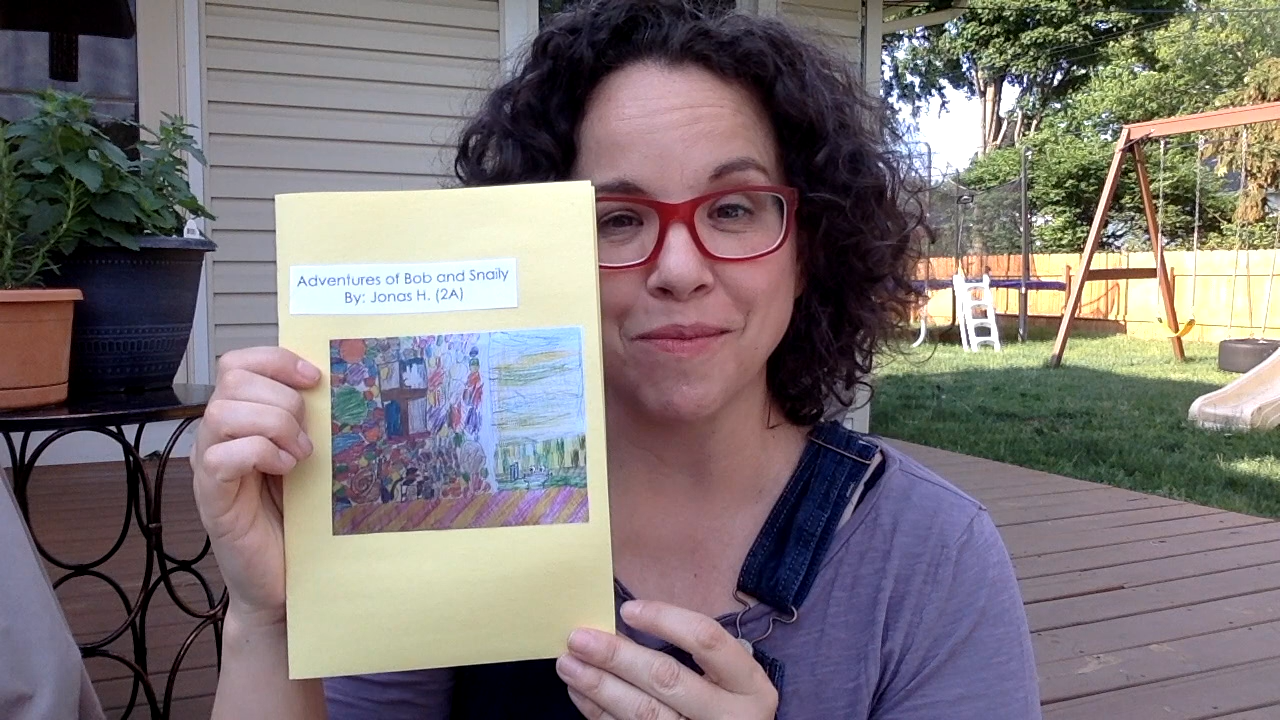 Adventures of Bob and Snaily
By: Jonas H. (2A)